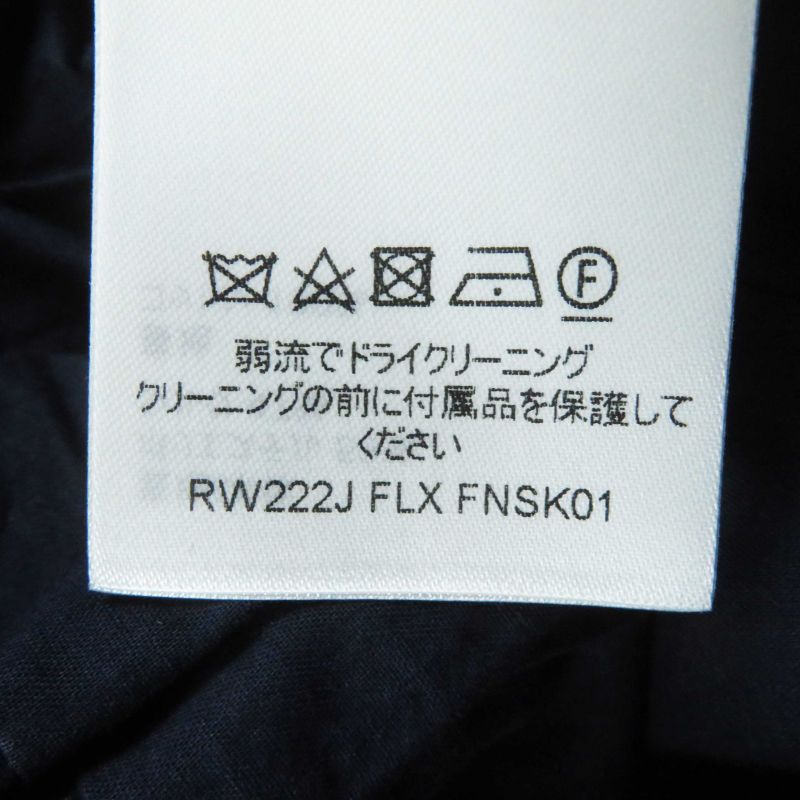 F
弱流でドライクリーニング
クリーニングの前に付属品を保護して
ください
RW222J FLX FNSK01